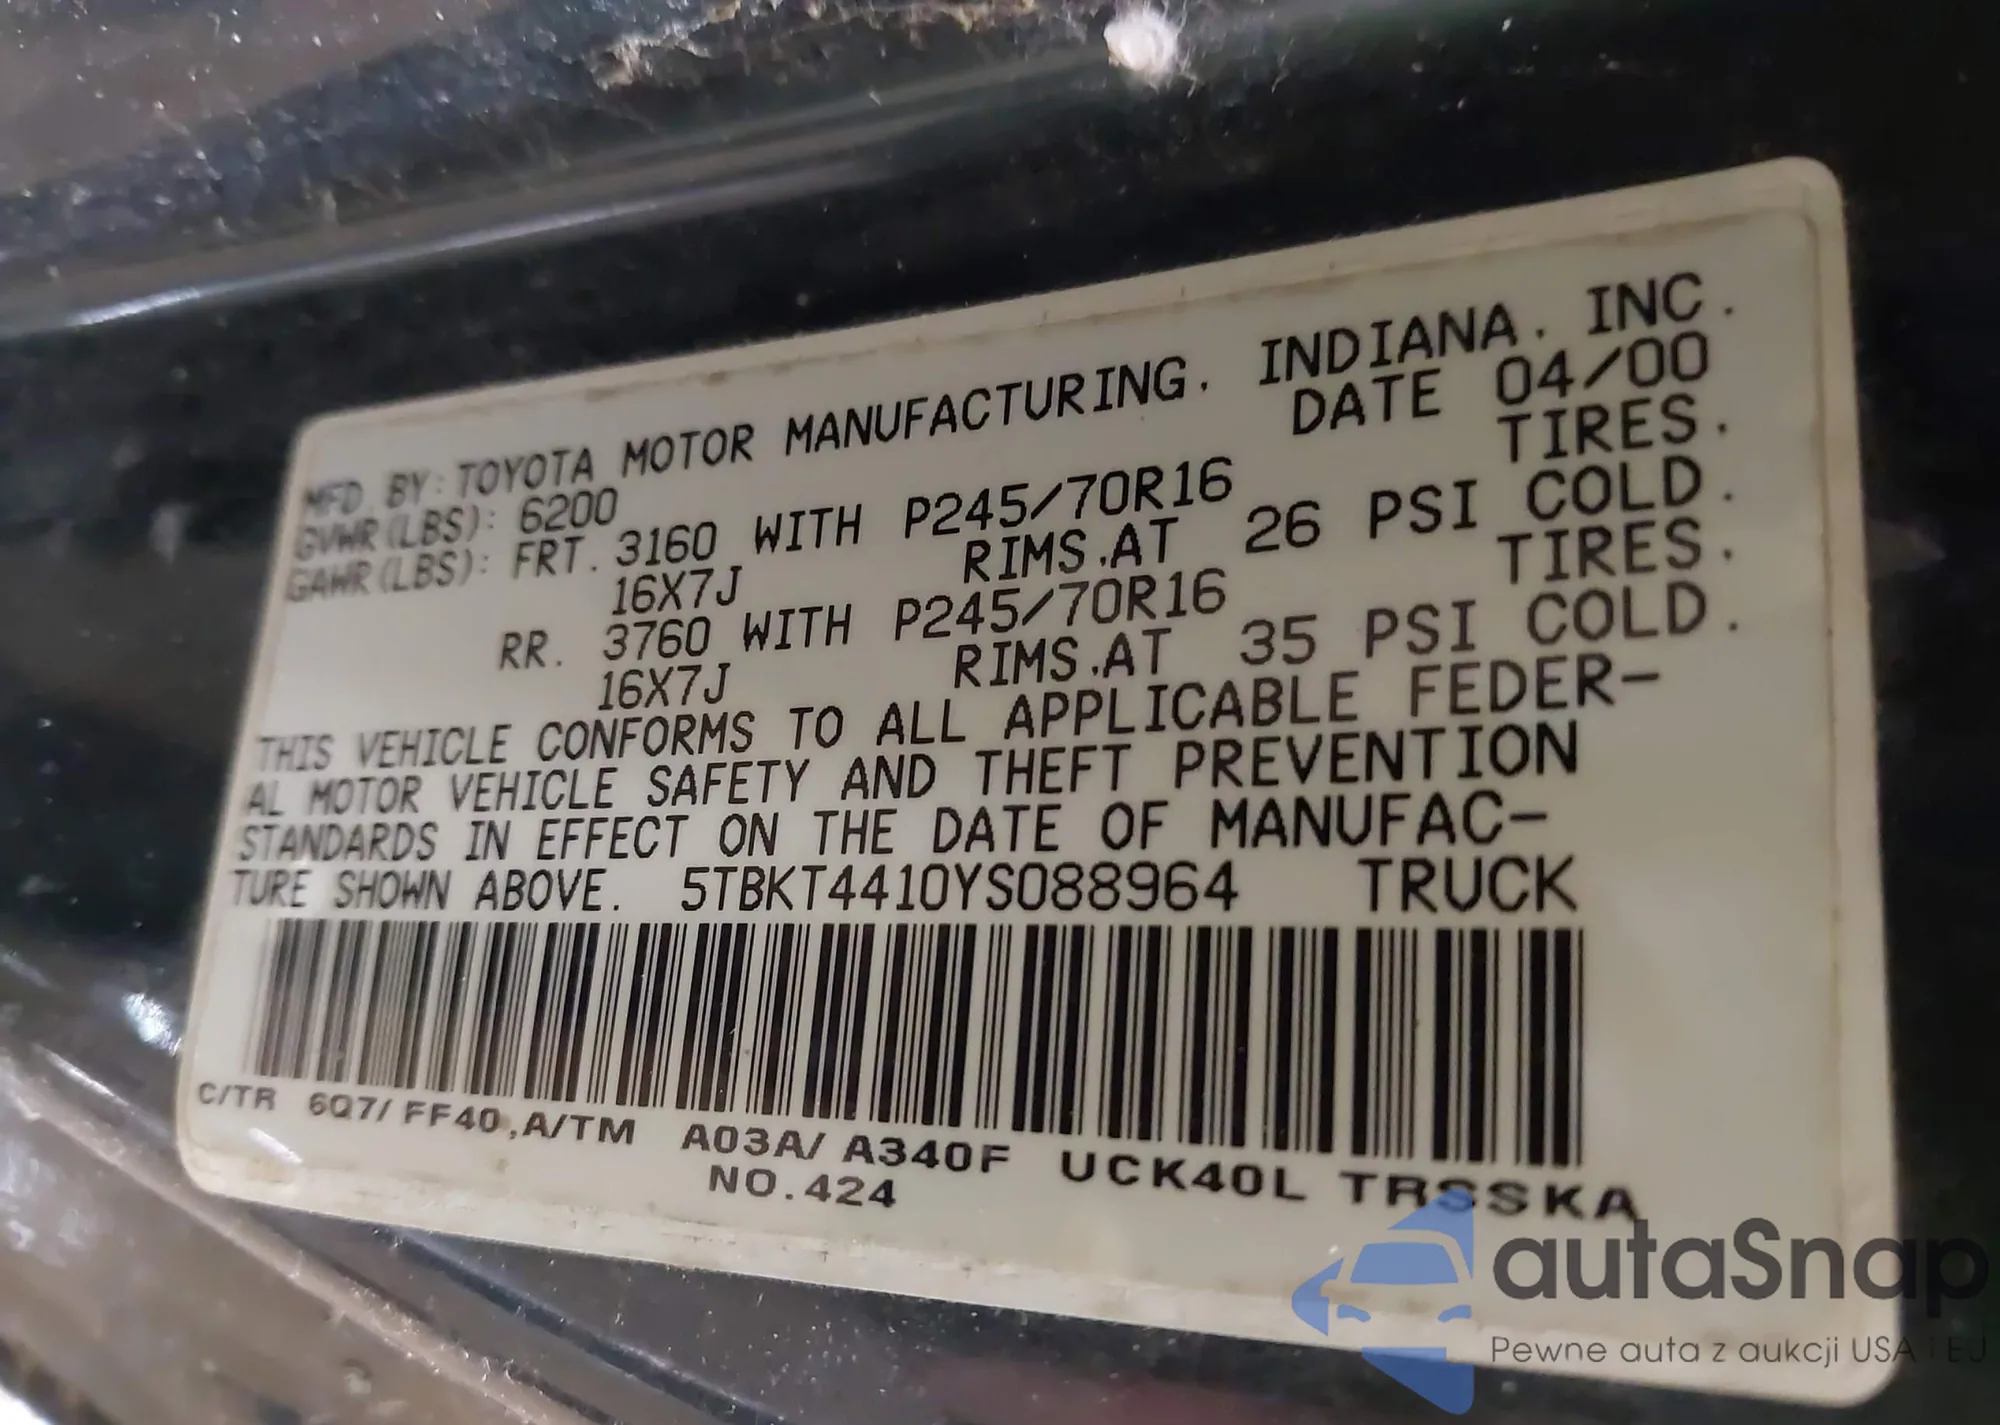 MFD. BY: TOYOTA MOTOR MANUFACTURING. INDIANA. INC.
GVWR(LBS): 6200 DATE 04/00
GAWR(LBS): FRT. 3160 WITH P245/70R16 TIRES.
16X7J RIMS.AT 26 PSI COLD.
RR. 3760 WITH P245/70R16 TIRES.
16X7J RIMS.AT 35 PSI COLD.
THIS VEHICLE CONFORMS TO ALL APPLICABLE FEDER-
AL MOTOR VEHICLE SAFETY AND THEFT PREVENTION
STANDARDS IN EFFECT ON THE DATE OF MANUFAC-
TURE SHOWN ABOVE. 5TBKT4410YS088964 TRUCK
C/TR 6Q7/ FF40 ,A/TM A03A/ A340F UCK40L TRSSKA
NO.424
autaSnap
Pewne auta z aukcji USA i EU